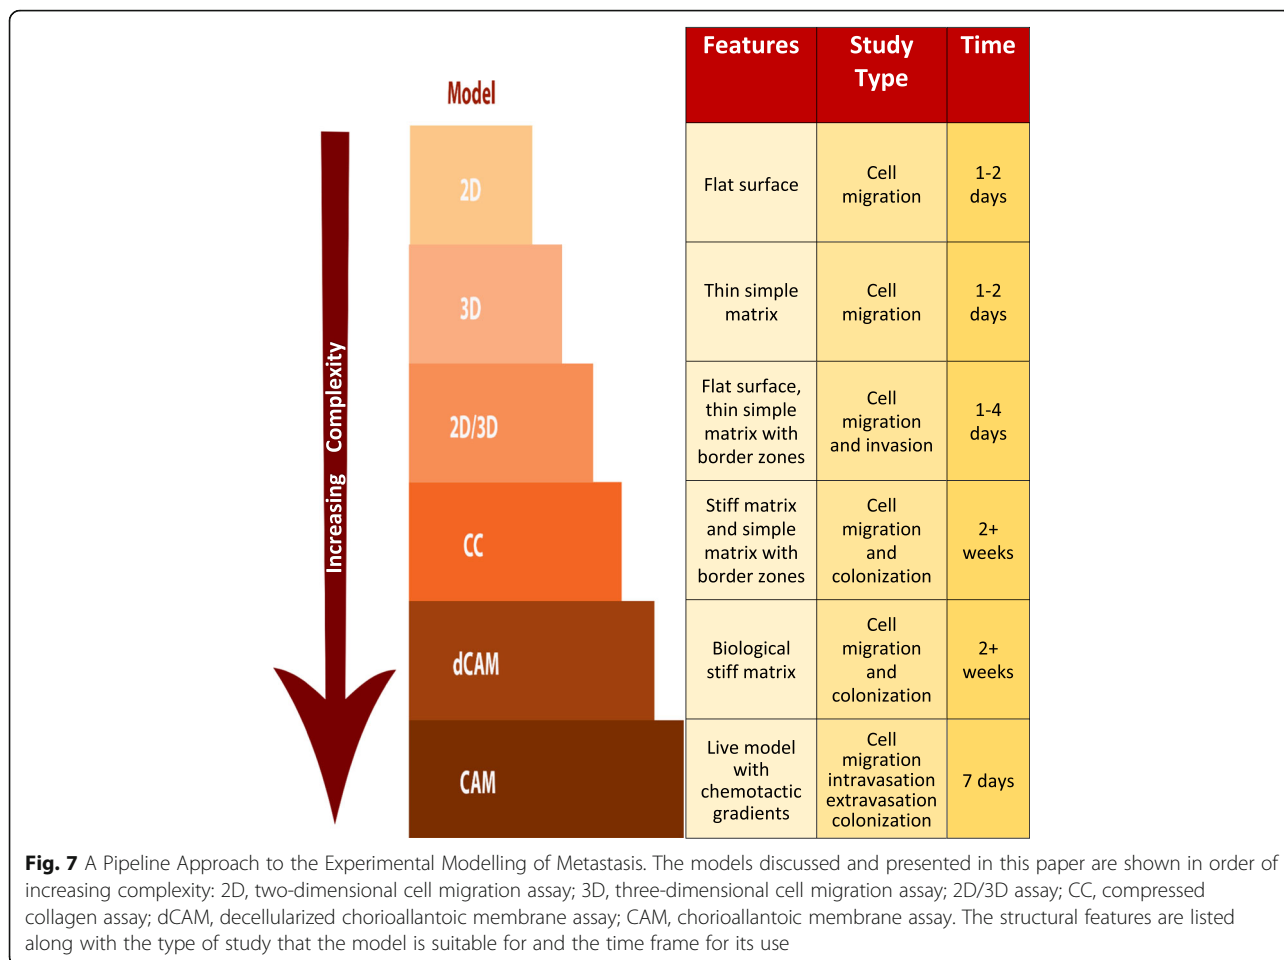 Features
Study
Type
Time
Model
Increasing Complexity
2D
Flat surface
Cell
migration
1-2
days
3D
Thin simple
matrix
Cell
migration
1-2
days
2D/3D
Flat surface,
thin simple
matrix with
border zones
Cell
migration
and invasion
1-4
days
CC
Stiff matrix
and simple
matrix with
border zones
Cell
migration
and
colonization
2+
weeks
dCAM
Biological
stiff matrix
Cell
migration
and
colonization
2+
weeks
CAM
Live model
with
chemotactic
gradients
Cell
migration
intravasation
extravasation
colonization
7 days
Fig. 7 A Pipeline Approach to the Experimental Modelling of Metastasis. The models discussed and presented in this paper are shown in order of
increasing complexity: 2D, two-dimensional cell migration assay; 3D, three-dimensional cell migration assay; 2D/3D assay; CC, compressed
collagen assay; dCAM, decellularized chorioallantoic membrane assay; CAM, chorioallantoic membrane assay. The structural features are listed
along with the type of study that the model is suitable for and the time frame for its use